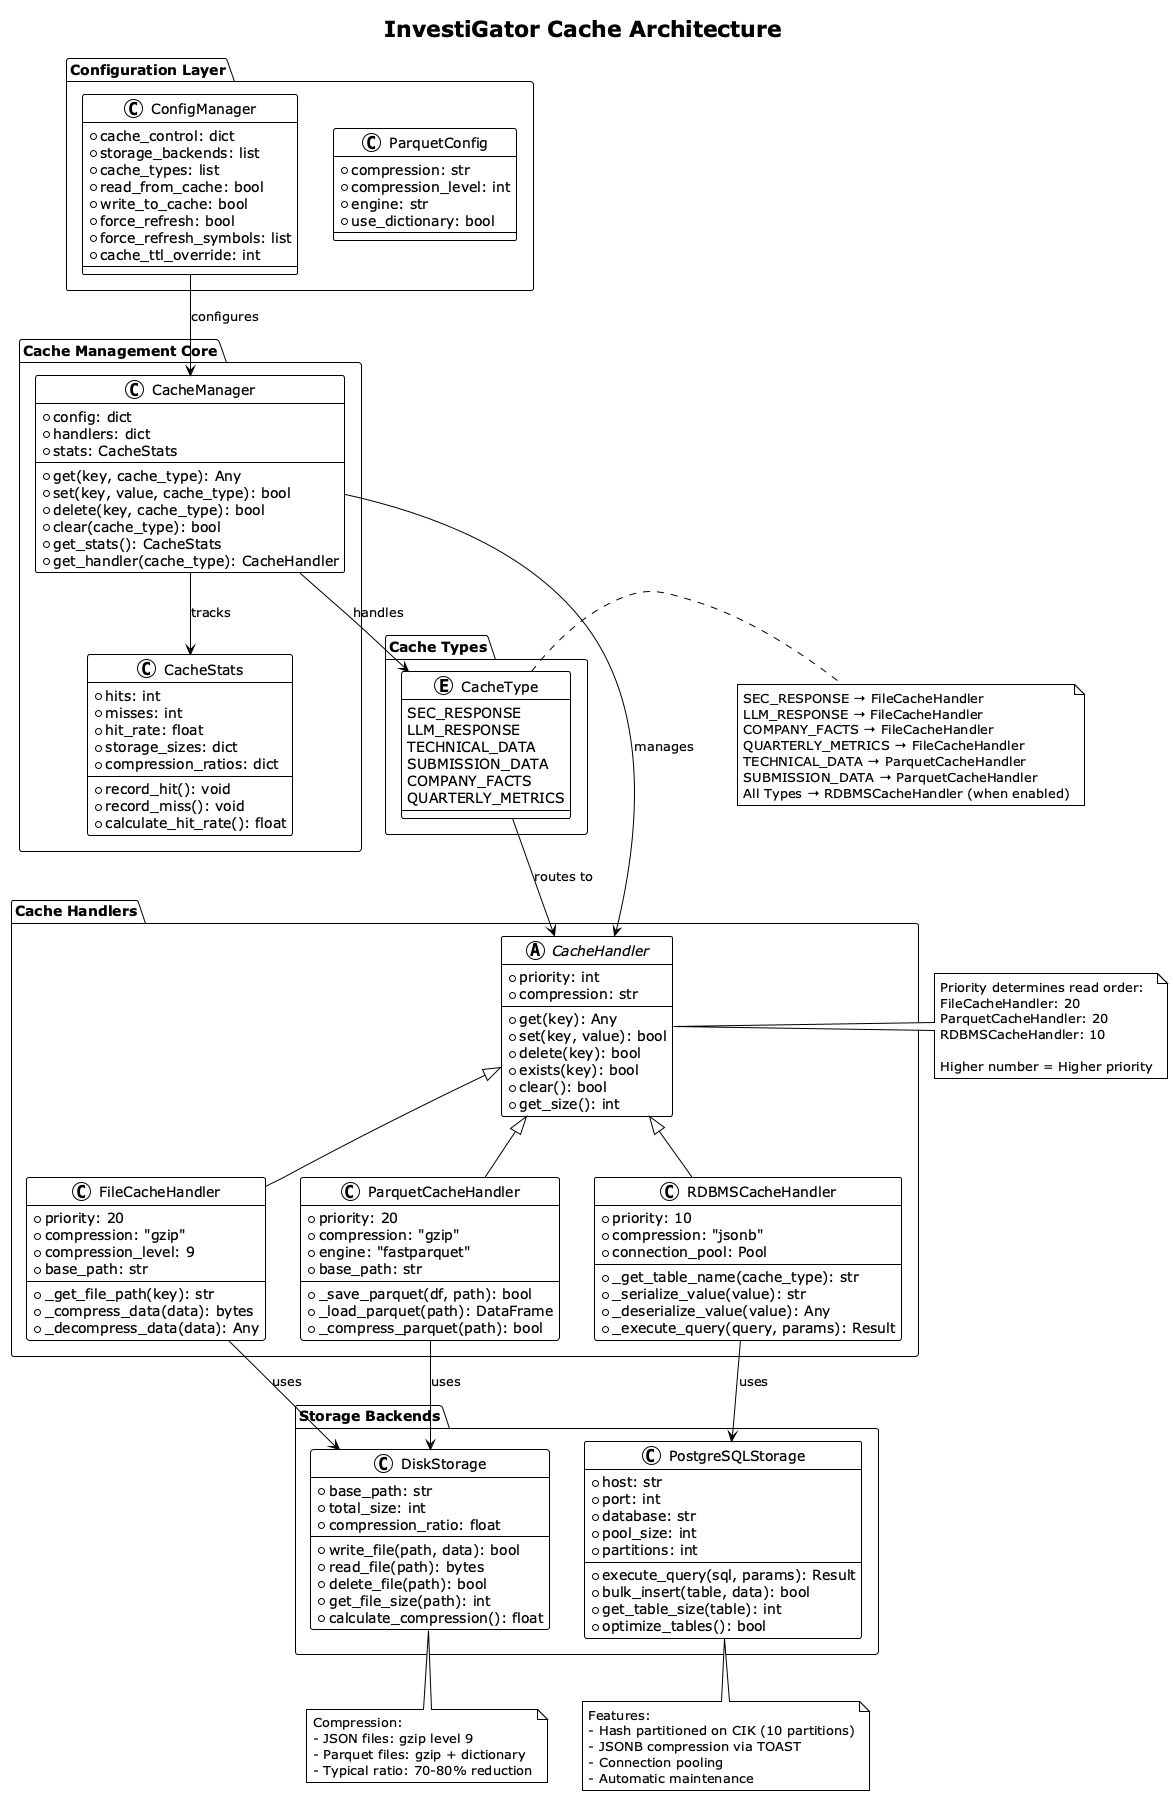 InvestiGator Cache Architecture
Configuration Layer
C ConfigManager
cache_control: dict
storage_backends: list
cache_types: list
read_from_cache: bool
write_to_cache: bool
force_refresh: bool
force_refresh_symbols: list
cache_ttl_override: int
C ParquetConfig
compression: str
compression_level: int
engine: str
use_dictionary: bool
configures
Cache Management Core
C CacheManager
config: dict
handlers: dict
stats: CacheStats
get(key, cache_type): Any
set(key, value, cache_type): bool
delete(key, cache_type): bool
clear(cache_type): bool
get_stats(): CacheStats
get_handler(cache_type): CacheHandler
tracks
handles
C CacheStats
hits: int
misses: int
hit_rate: float
storage_sizes: dict
compression_ratios: dict
record_hit(): void
record_miss(): void
calculate_hit_rate(): float
Cache Types
E CacheType
SEC_RESPONSE
LLM_RESPONSE
TECHNICAL_DATA
SUBMISSION_DATA
COMPANY_FACTS
QUARTERLY_METRICS
manages
SEC_RESPONSE → FileCacheHandler
LLM_RESPONSE → FileCacheHandler
COMPANY_FACTS → FileCacheHandler
QUARTERLY_METRICS → FileCacheHandler
TECHNICAL_DATA → ParquetCacheHandler
SUBMISSION_DATA → ParquetCacheHandler
All Types → RDBMSCacheHandler (when enabled)
routes to
Cache Handlers
A CacheHandler
priority: int
compression: str
get(key): Any
set(key, value): bool
delete(key): bool
exists(key): bool
clear(): bool
get_size(): int
Priority determines read order:
FileCacheHandler: 20
ParquetCacheHandler: 20
RDBMSCacheHandler: 10
Higher number = Higher priority
C FileCacheHandler
priority: 20
compression: "gzip"
compression_level: 9
base_path: str
_get_file_path(key): str
_compress_data(data): bytes
_decompress_data(data): Any
C ParquetCacheHandler
priority: 20
compression: "gzip"
engine: "fastparquet"
base_path: str
_save_parquet(df, path): bool
_load_parquet(path): DataFrame
_compress_parquet(path): bool
C RDBMSCacheHandler
priority: 10
compression: "jsonb"
connection_pool: Pool
_get_table_name(cache_type): str
_serialize_value(value): str
_deserialize_value(value): Any
_execute_query(query, params): Result
uses
uses
uses
Storage Backends
C DiskStorage
base_path: str
total_size: int
compression_ratio: float
write_file(path, data): bool
read_file(path): bytes
delete_file(path): bool
get_file_size(path): int
calculate_compression(): float
C PostgreSQLStorage
host: str
port: int
database: str
pool_size: int
partitions: int
execute_query(sql, params): Result
bulk_insert(table, data): bool
get_table_size(table): int
optimize_tables(): bool
Compression:
- JSON files: gzip level 9
- Parquet files: gzip + dictionary
- Typical ratio: 70-80% reduction
Features:
- Hash partitioned on CIK (10 partitions)
- JSONB compression via TOAST
- Connection pooling
- Automatic maintenance